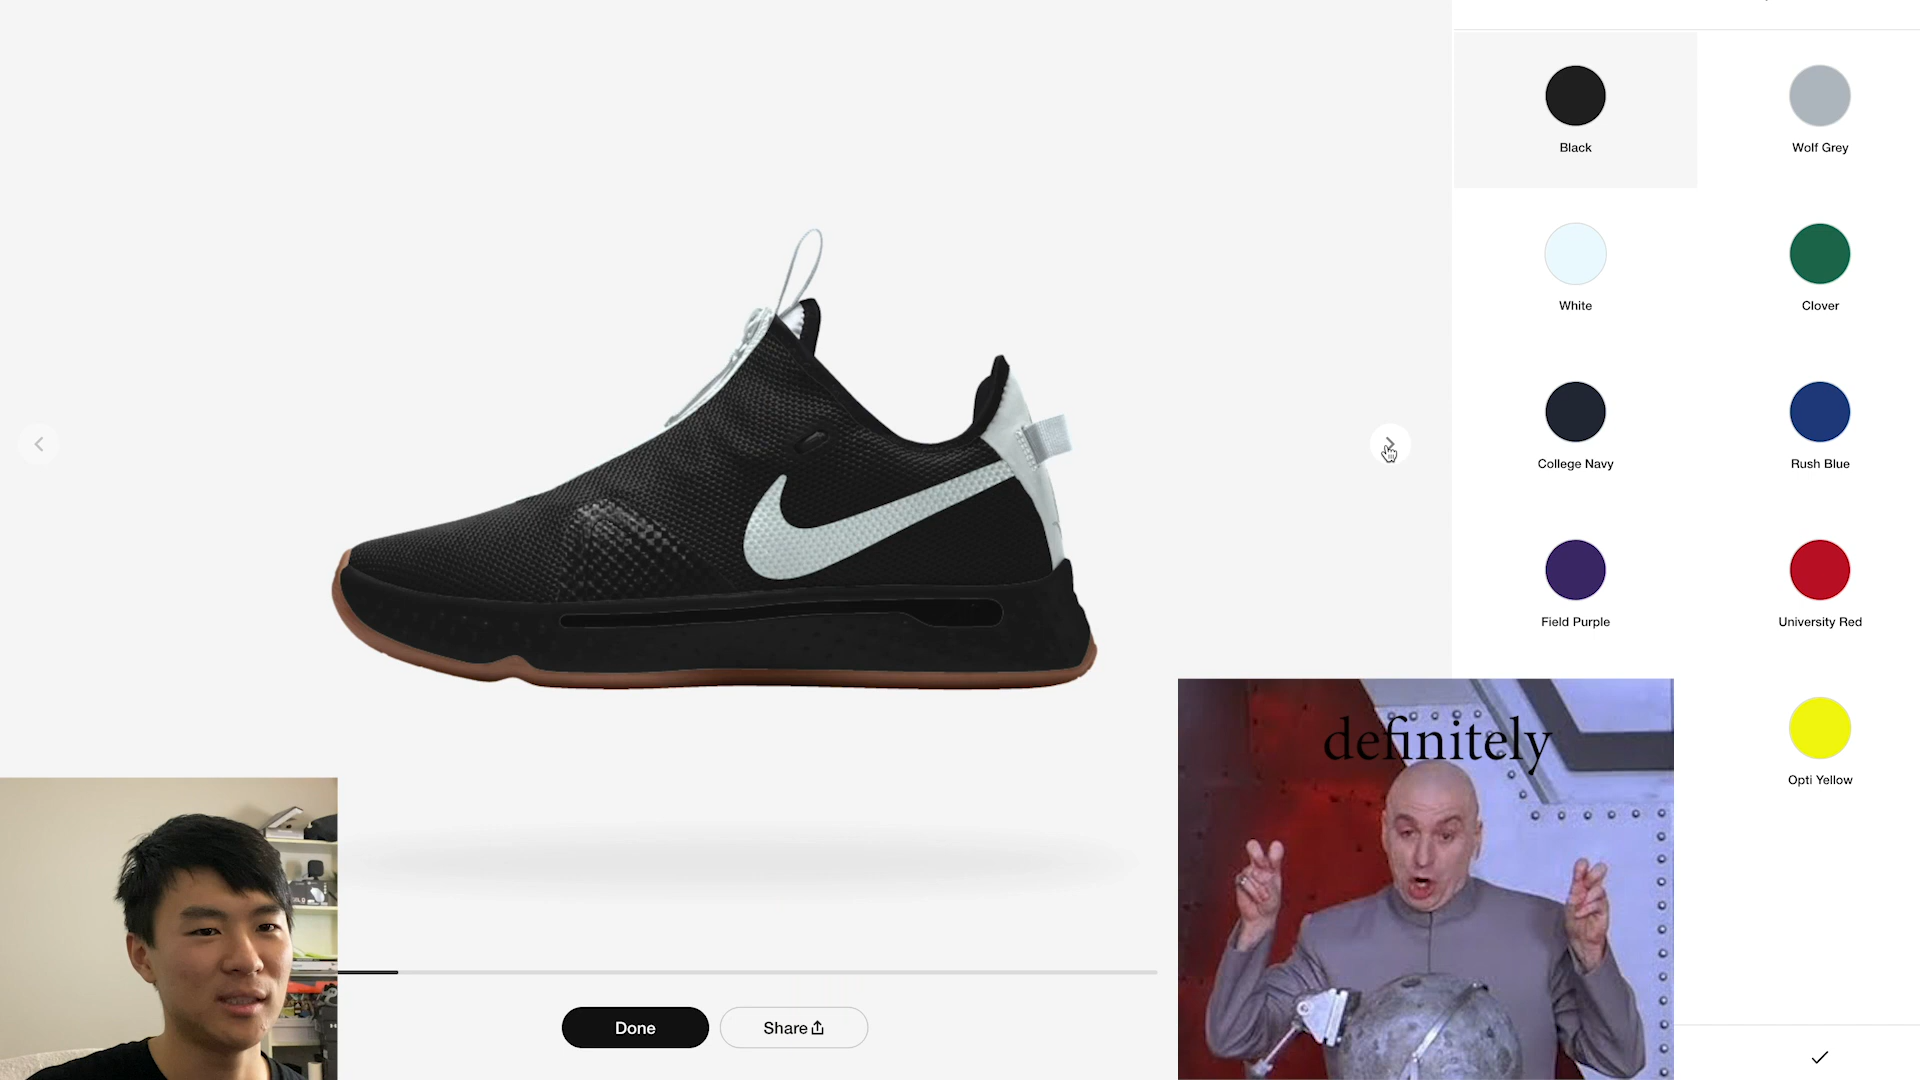 Black
Wolf Grey
White
Clover
College Navy
Rush Blue
Field Purple
University Red
definitely
Opti Yellow
Done
Share